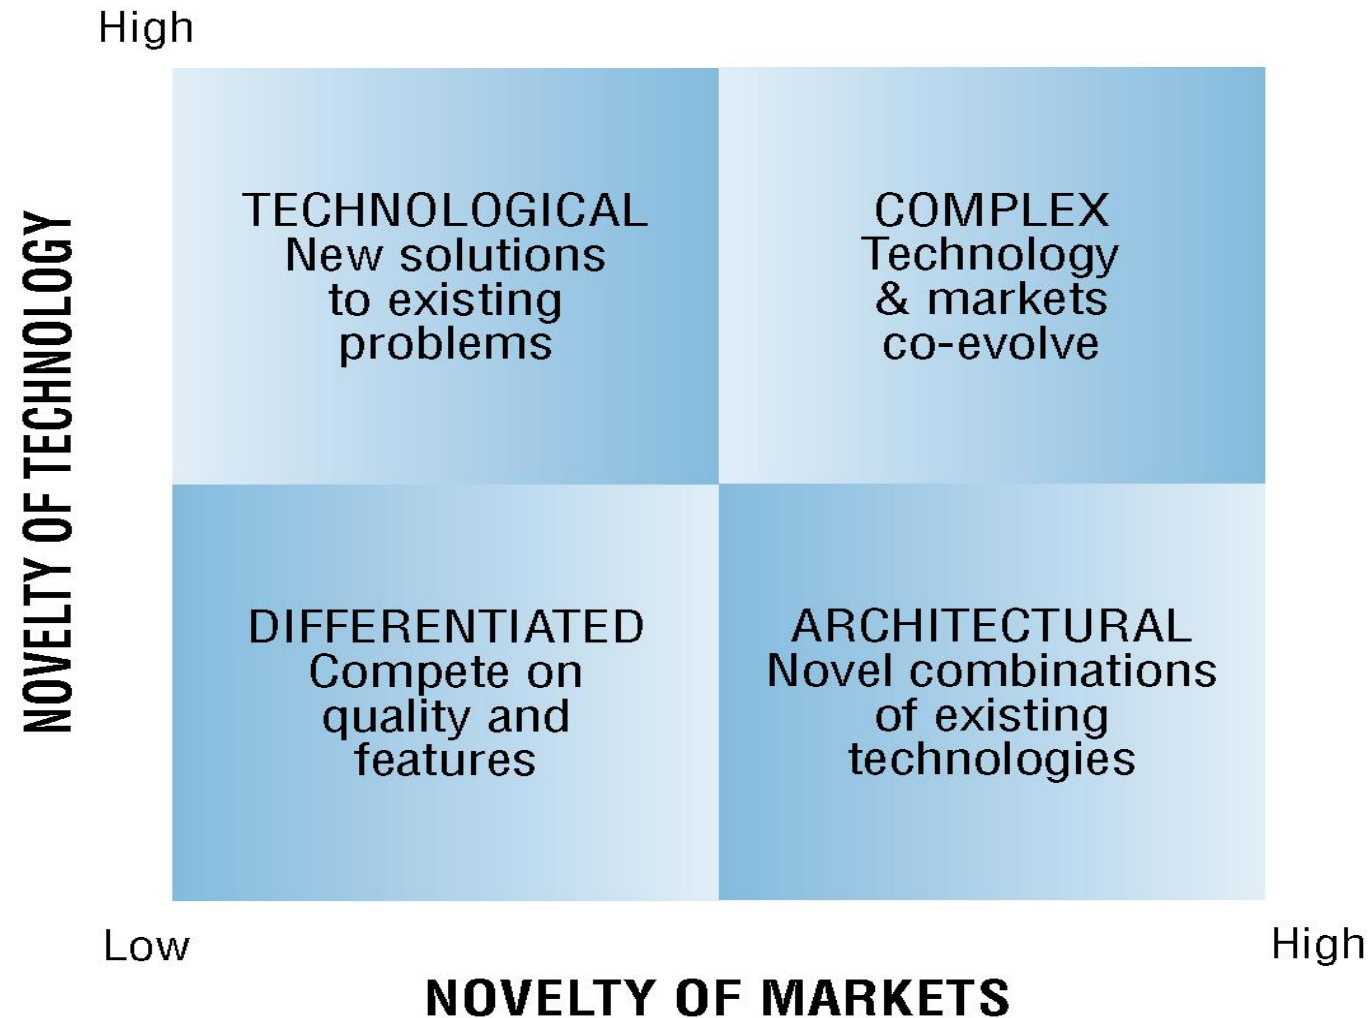 High
NOVELTY OF TECHNOLOGY
TECHNOLOGICAL
New solutions
to existing
problems
COMPLEX
Technology
& markets
co-evolve
DIFFERENTIATED
Compete on
quality and
features
ARCHITECTURAL
Novel combinations
of existing
technologies
Low
High
NOVELTY OF MARKETS